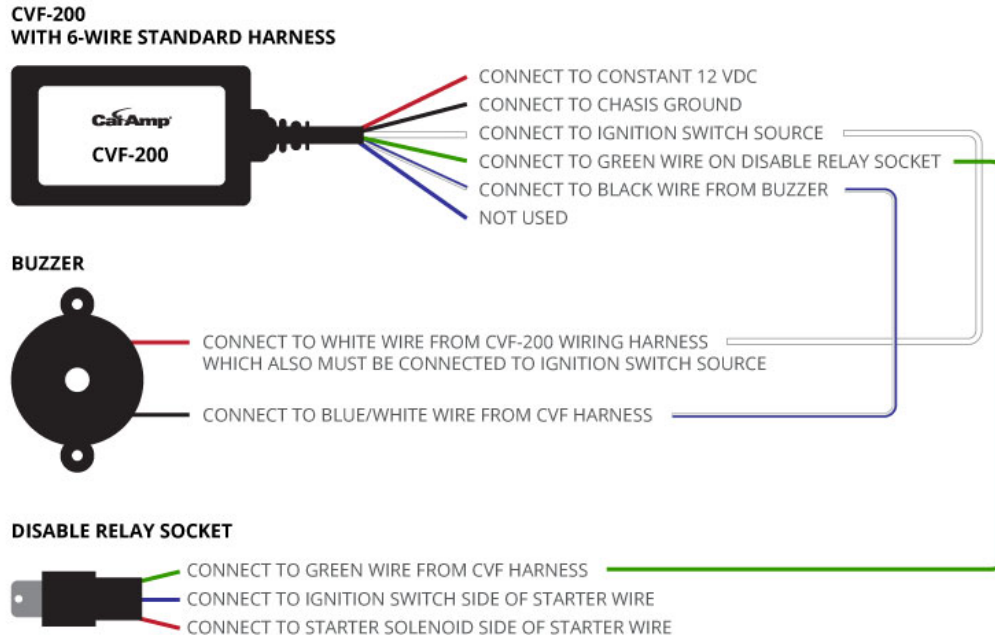 CVF-200
WITH 6-WIRE STANDARD HARNESS
CalAmp
CVF-200
CONNECT TO CONSTANT 12 VDC
CONNECT TO CHASIS GROUND
CONNECT TO IGNITION SWITCH SOURCE
CONNECT TO GREEN WIRE ON DISABLE RELAY SOCKET
CONNECT TO BLACK WIRE FROM BUZZER
NOT USED
BUZZER
CONNECT TO WHITE WIRE FROM CVF-200 WIRING HARNESS
WHICH ALSO MUST BE CONNECTED TO IGNITION SWITCH SOURCE
CONNECT TO BLUE/WHITE WIRE FROM CVF HARNESS
DISABLE RELAY SOCKET
CONNECT TO GREEN WIRE FROM CVF HARNESS
CONNECT TO IGNITION SWITCH SIDE OF STARTER WIRE
CONNECT TO STARTER SOLENOID SIDE OF STARTER WIRE